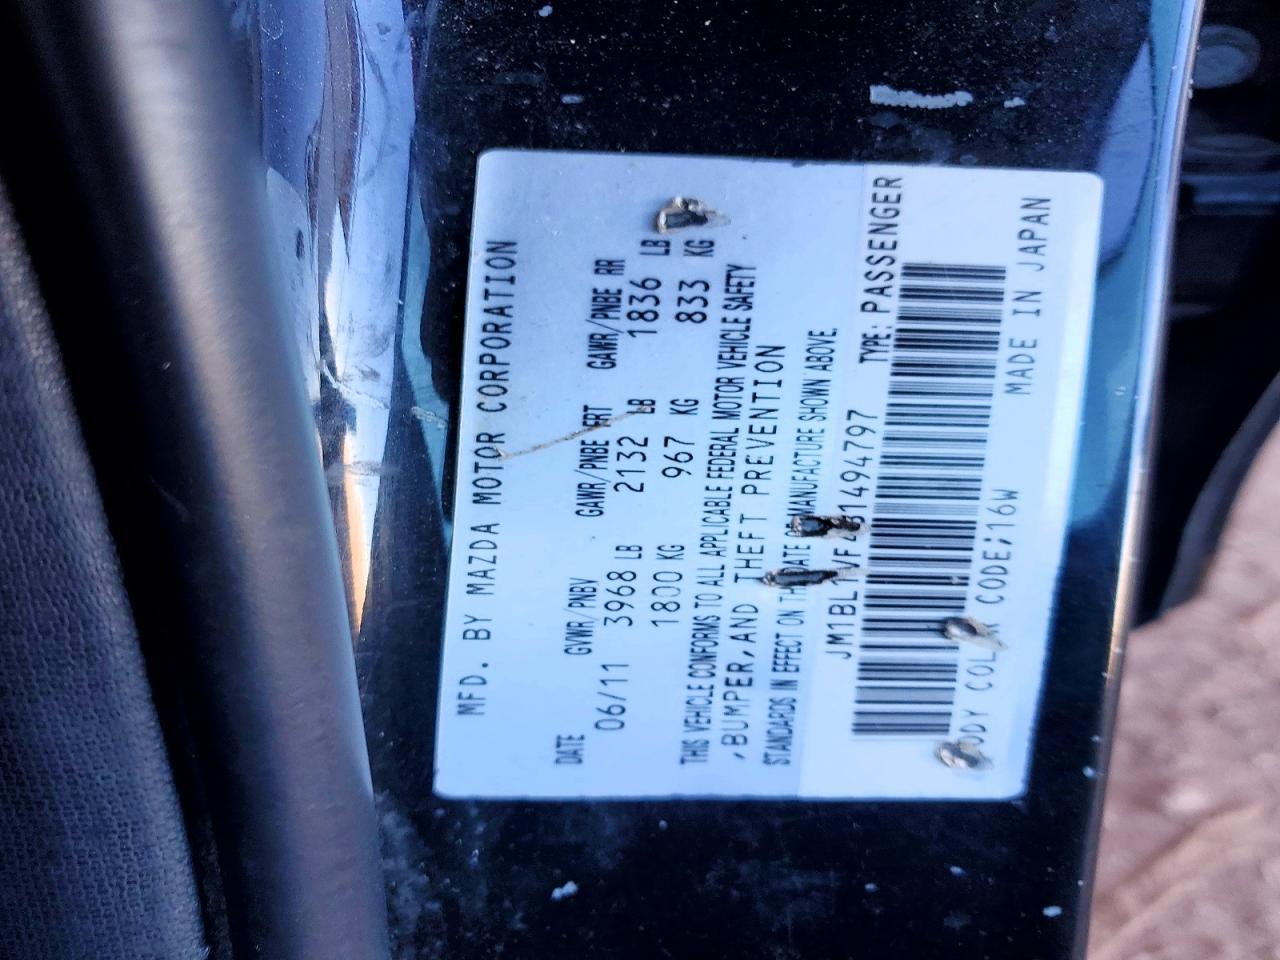 MFD. BY MAZDA MOTOR CORPORATION
DATE GVWR/PNBV GAWR/PNBE FRT GAWR/PNBE RR
06/11 3968 LB 2132 LB 1836 LB
1800 KG 967 KG 833 KG
THIS VEHICLE CONFORMS TO ALL APPLICABLE FEDERAL MOTOR VEHICLE SAFETY
,BUMPER,AND THEFT PREVENTION
STANDARDS IN EFFECT ON THE DATE OF MANUFACTURE SHOWN ABOVE.
TYPE: PASSENGER
BODY COLOR CODE;16W MADE IN JAPAN